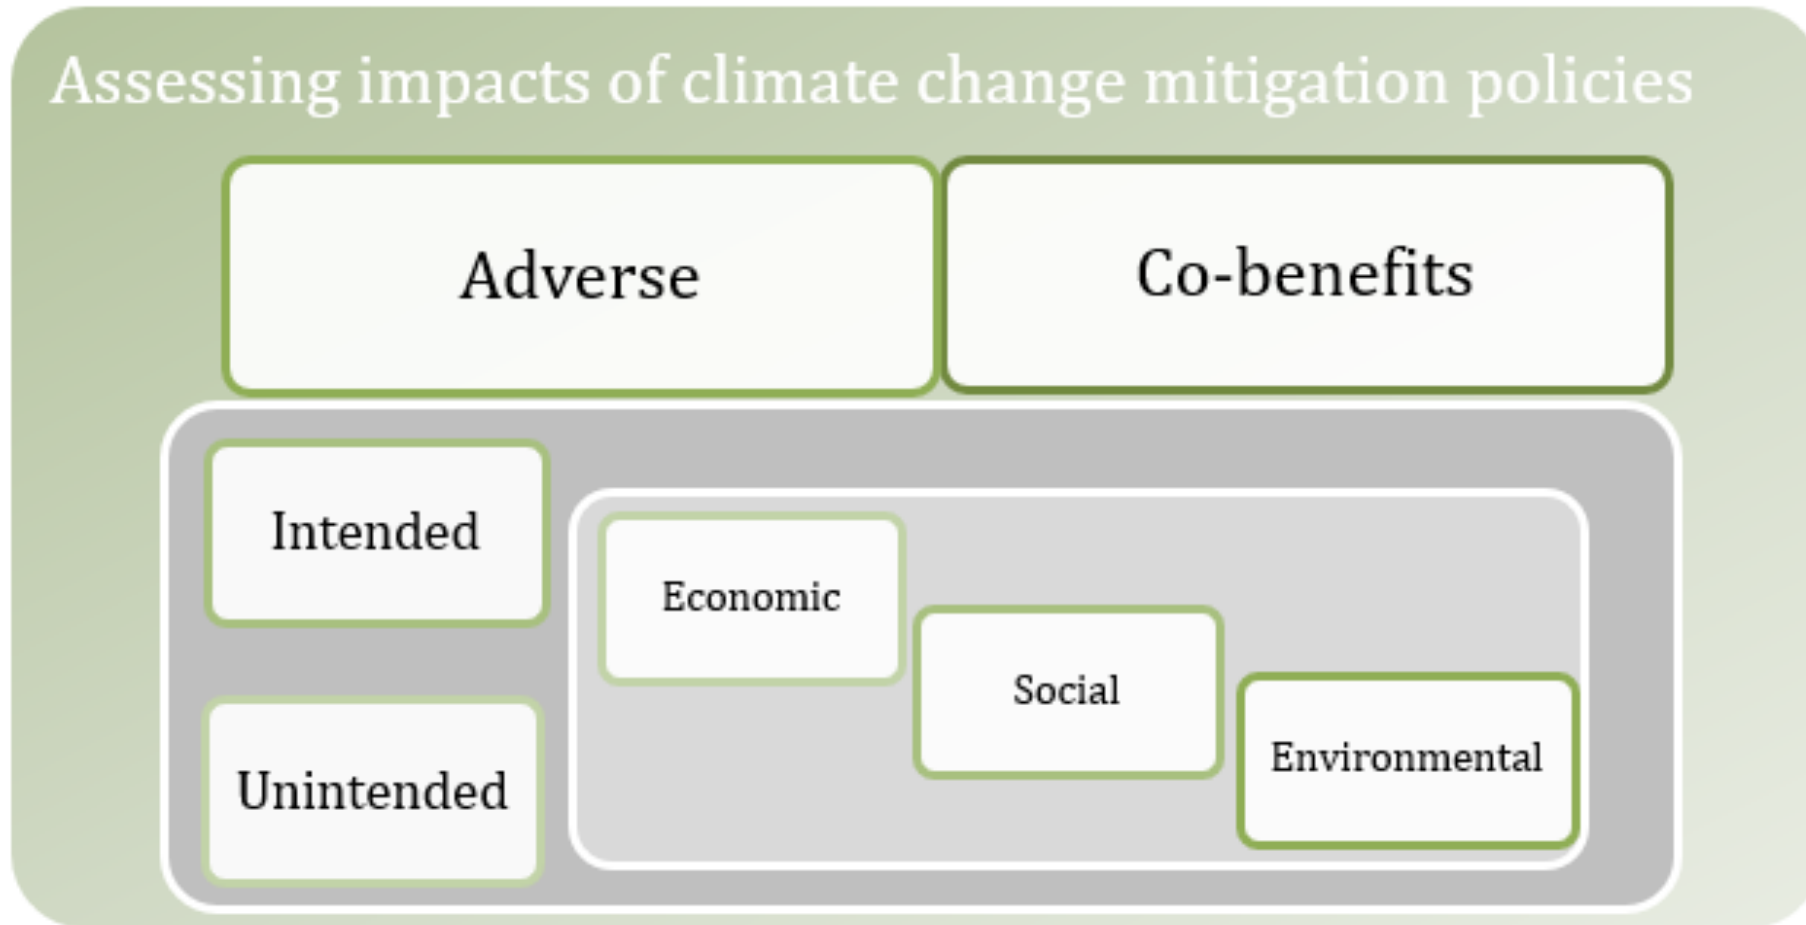 Assessing impacts of climate change mitigation policies
Adverse
Co-benefits
Intended
Economic
Social
Environmental
Unintended